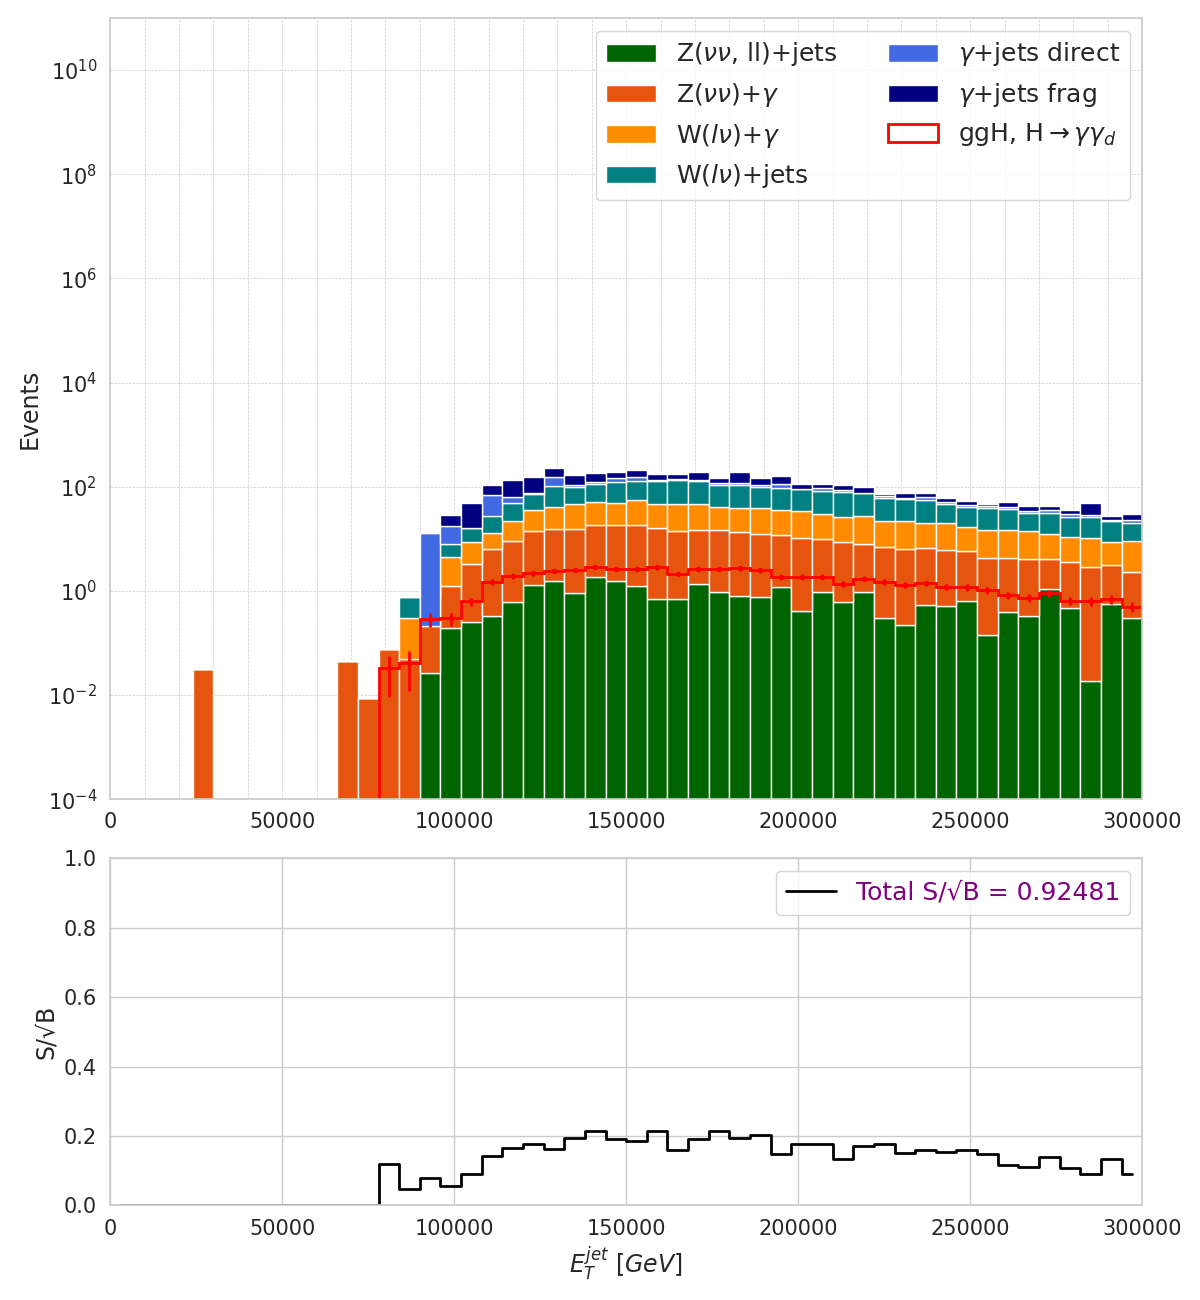 Z(νν, ll)+jets
Z(νν)+γ
W(lν)+γ
W(lν)+jets
γ+jets direct
γ+jets frag
ggH, H→γγ_d
Events
10^10
10^8
10^6
10^4
10^2
10^0
10^−2
10^−4
0 50000 100000 150000 200000 250000 300000
Total S/√B = 0.92481
S/√B
1.0
0.8
0.6
0.4
0.2
0.0
0 50000 100000 150000 200000 250000 300000
E_T^jet [GeV]